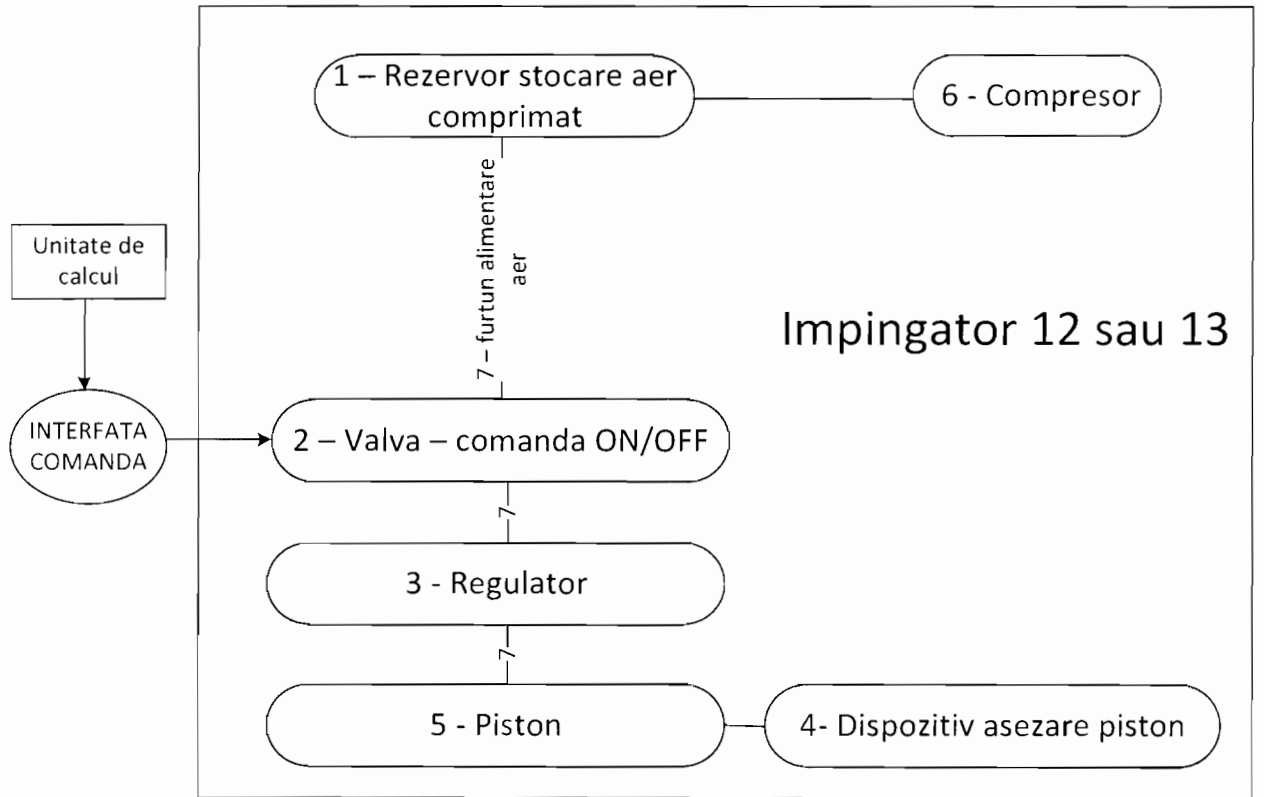 1 – Rezervor stocare aer
comprimat
6 - Compresor
7 – furtun alimentare
aer
Unitate de
calcul
Impingator 12 sau 13
INTERFATA
COMANDA
2 – Valva – comanda ON/OFF
7
3 - Regulator
7
5 - Piston
4- Dispozitiv asezare piston